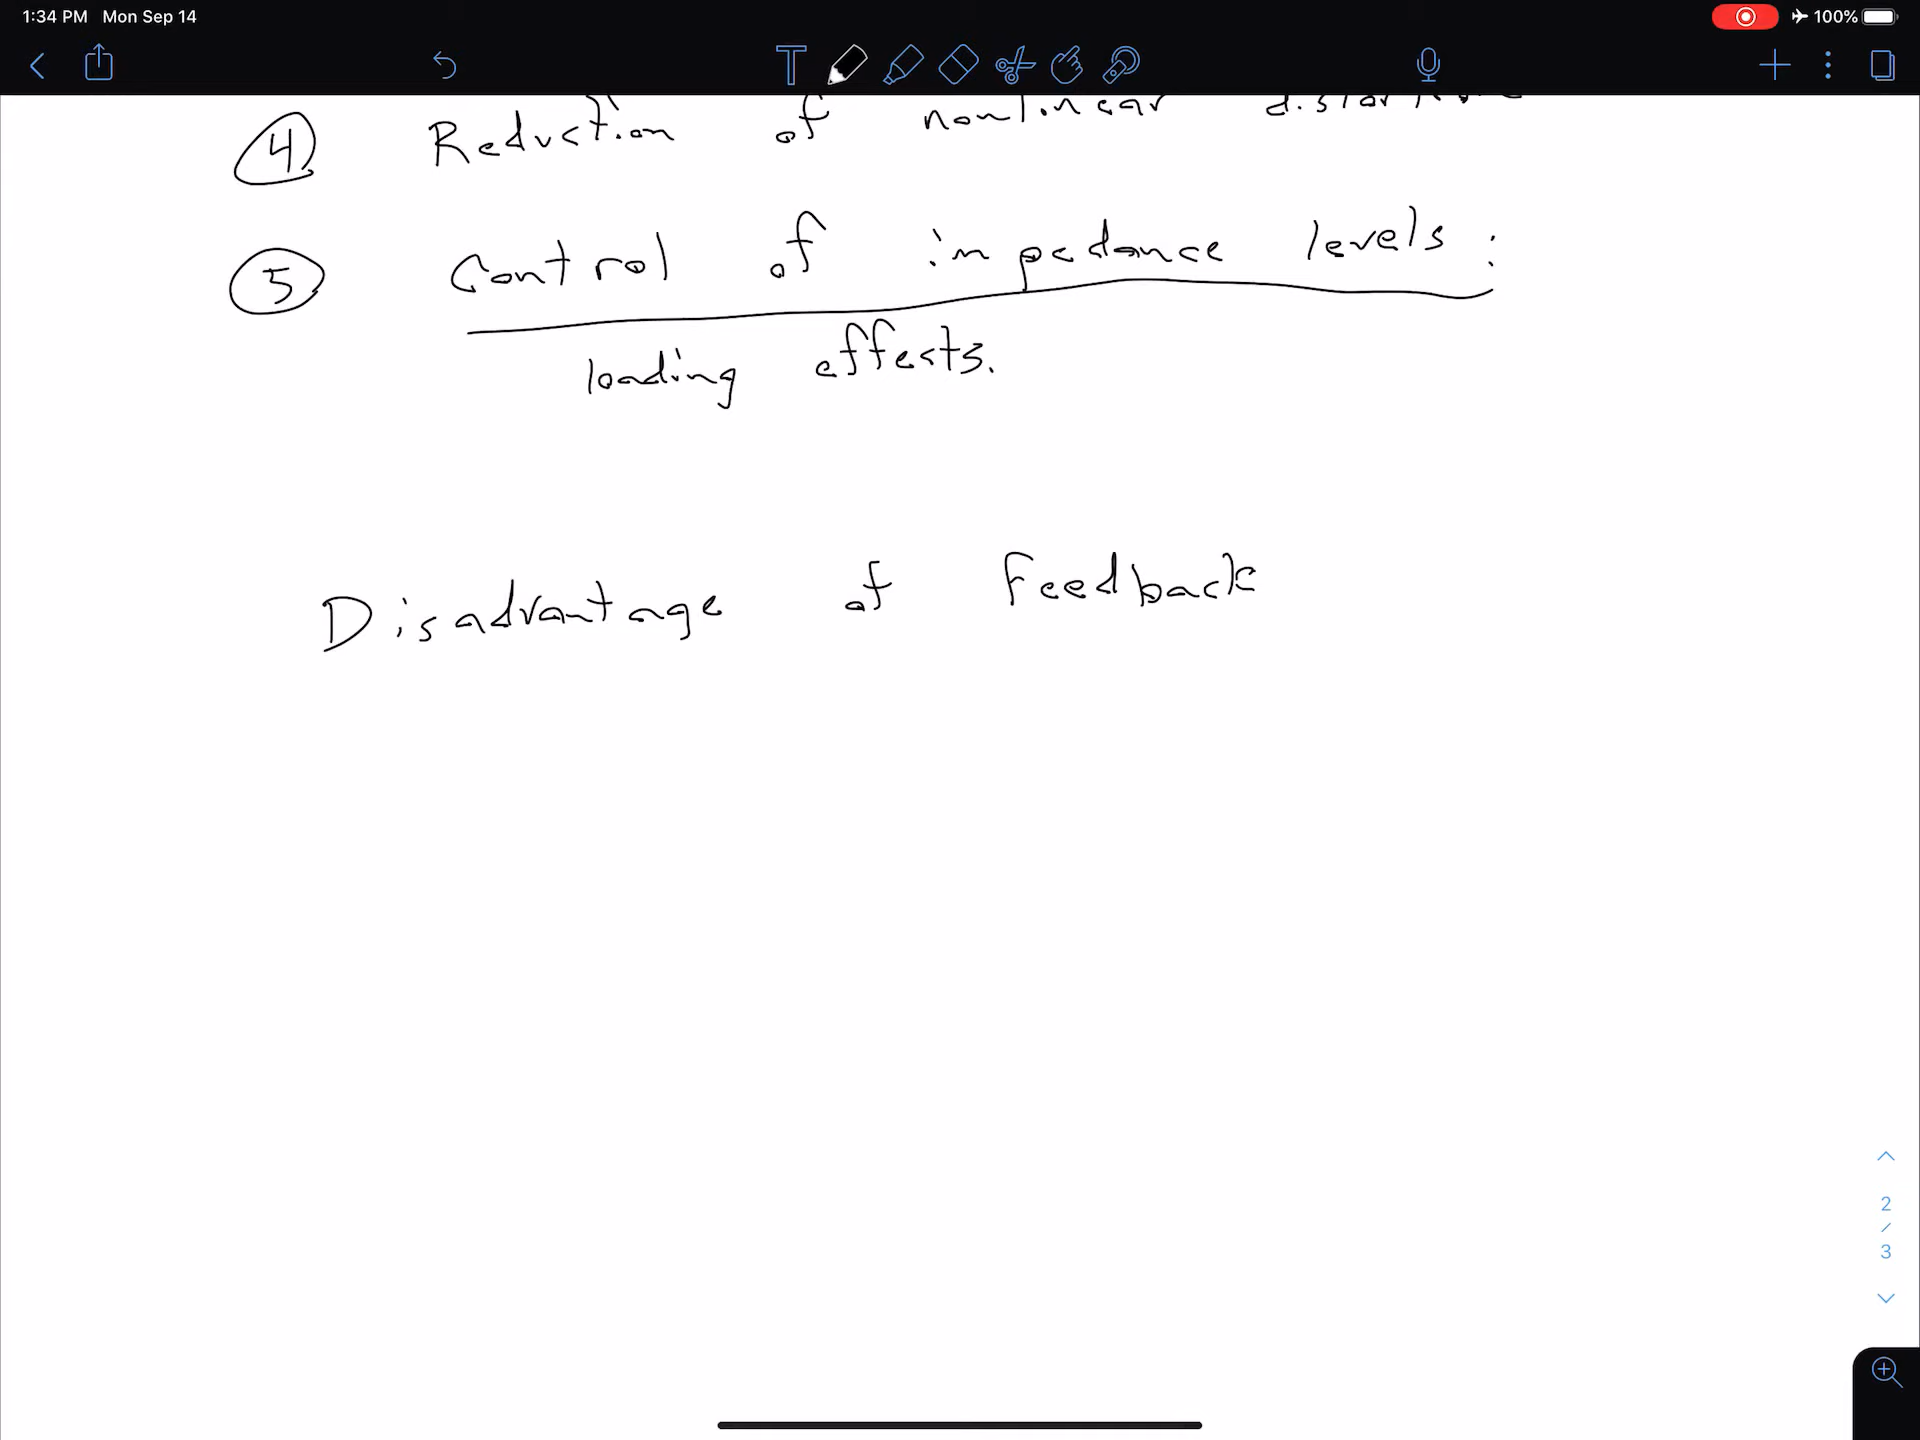 1:34 PM Mon Sep 14
100%
T
4 Reduction of nonlinear
5 Control of impedance levels:
loading effects.
Disadvantage of Feedback
2
/
3